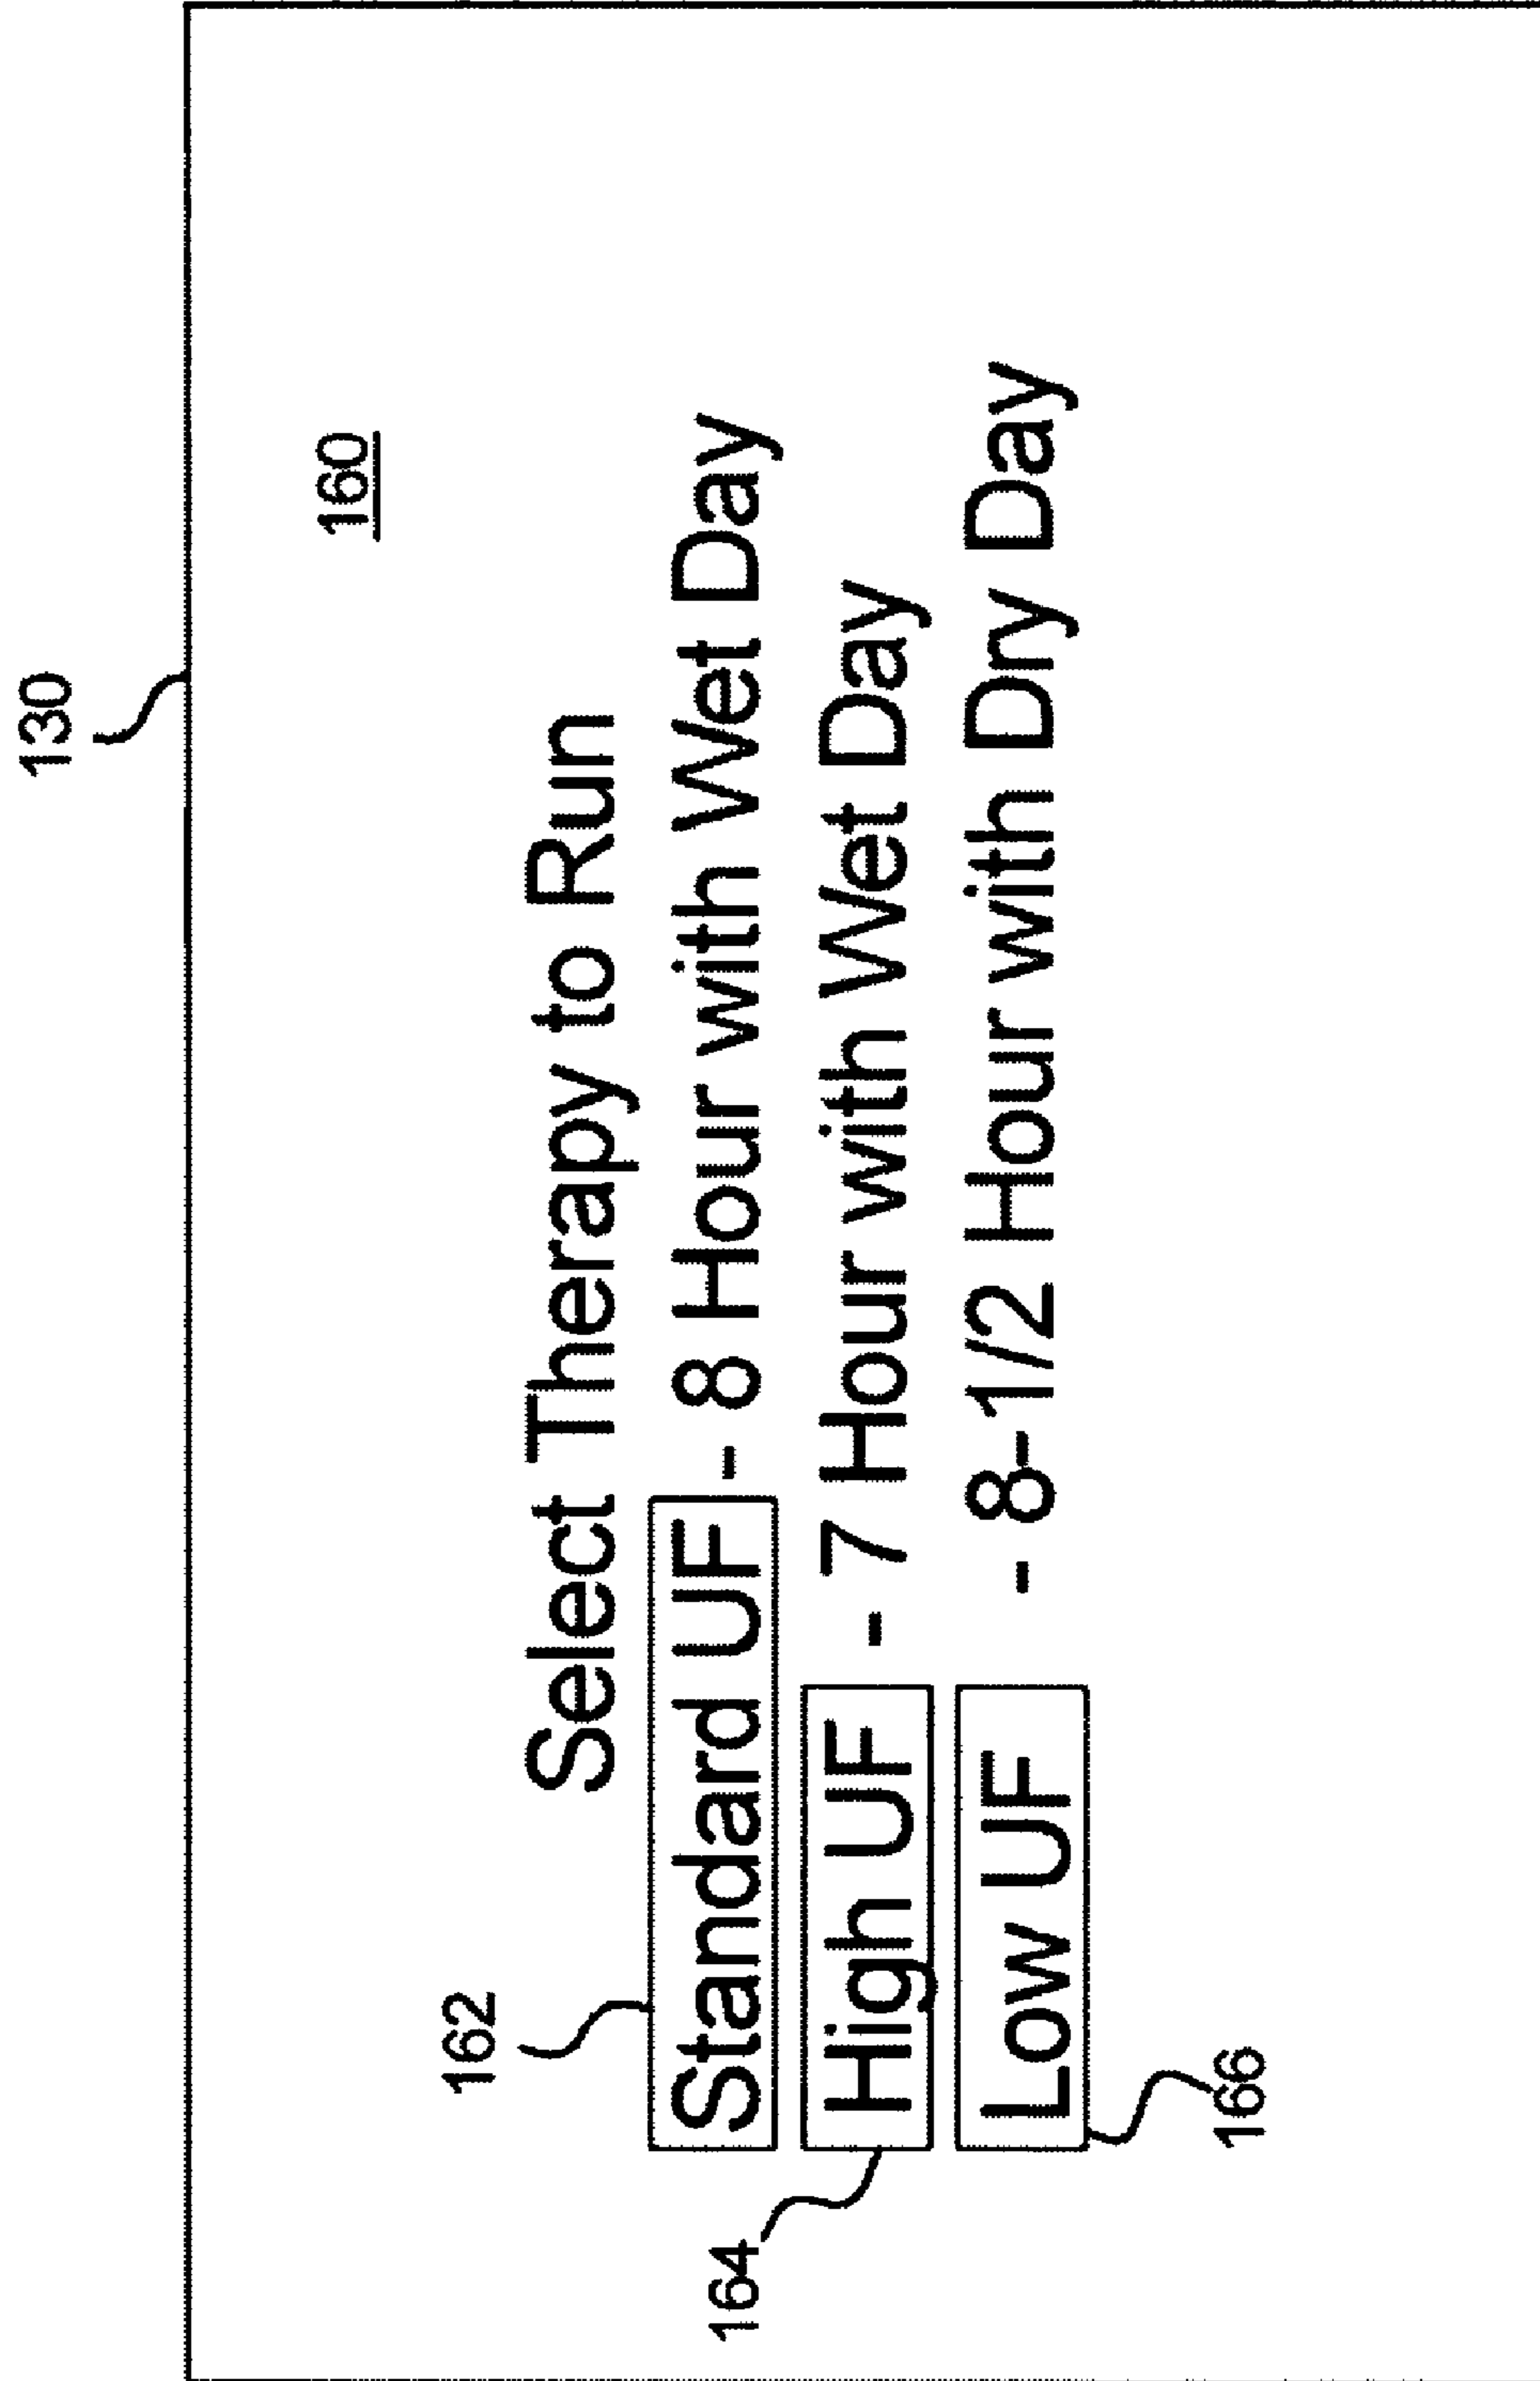 130
160
Select Therapy to Run
162
Standard UF - 8 Hour with Wet Day
164
High UF - 7 Hour with Wet Day
Low UF - 8-1/2 Hour with Dry Day
166